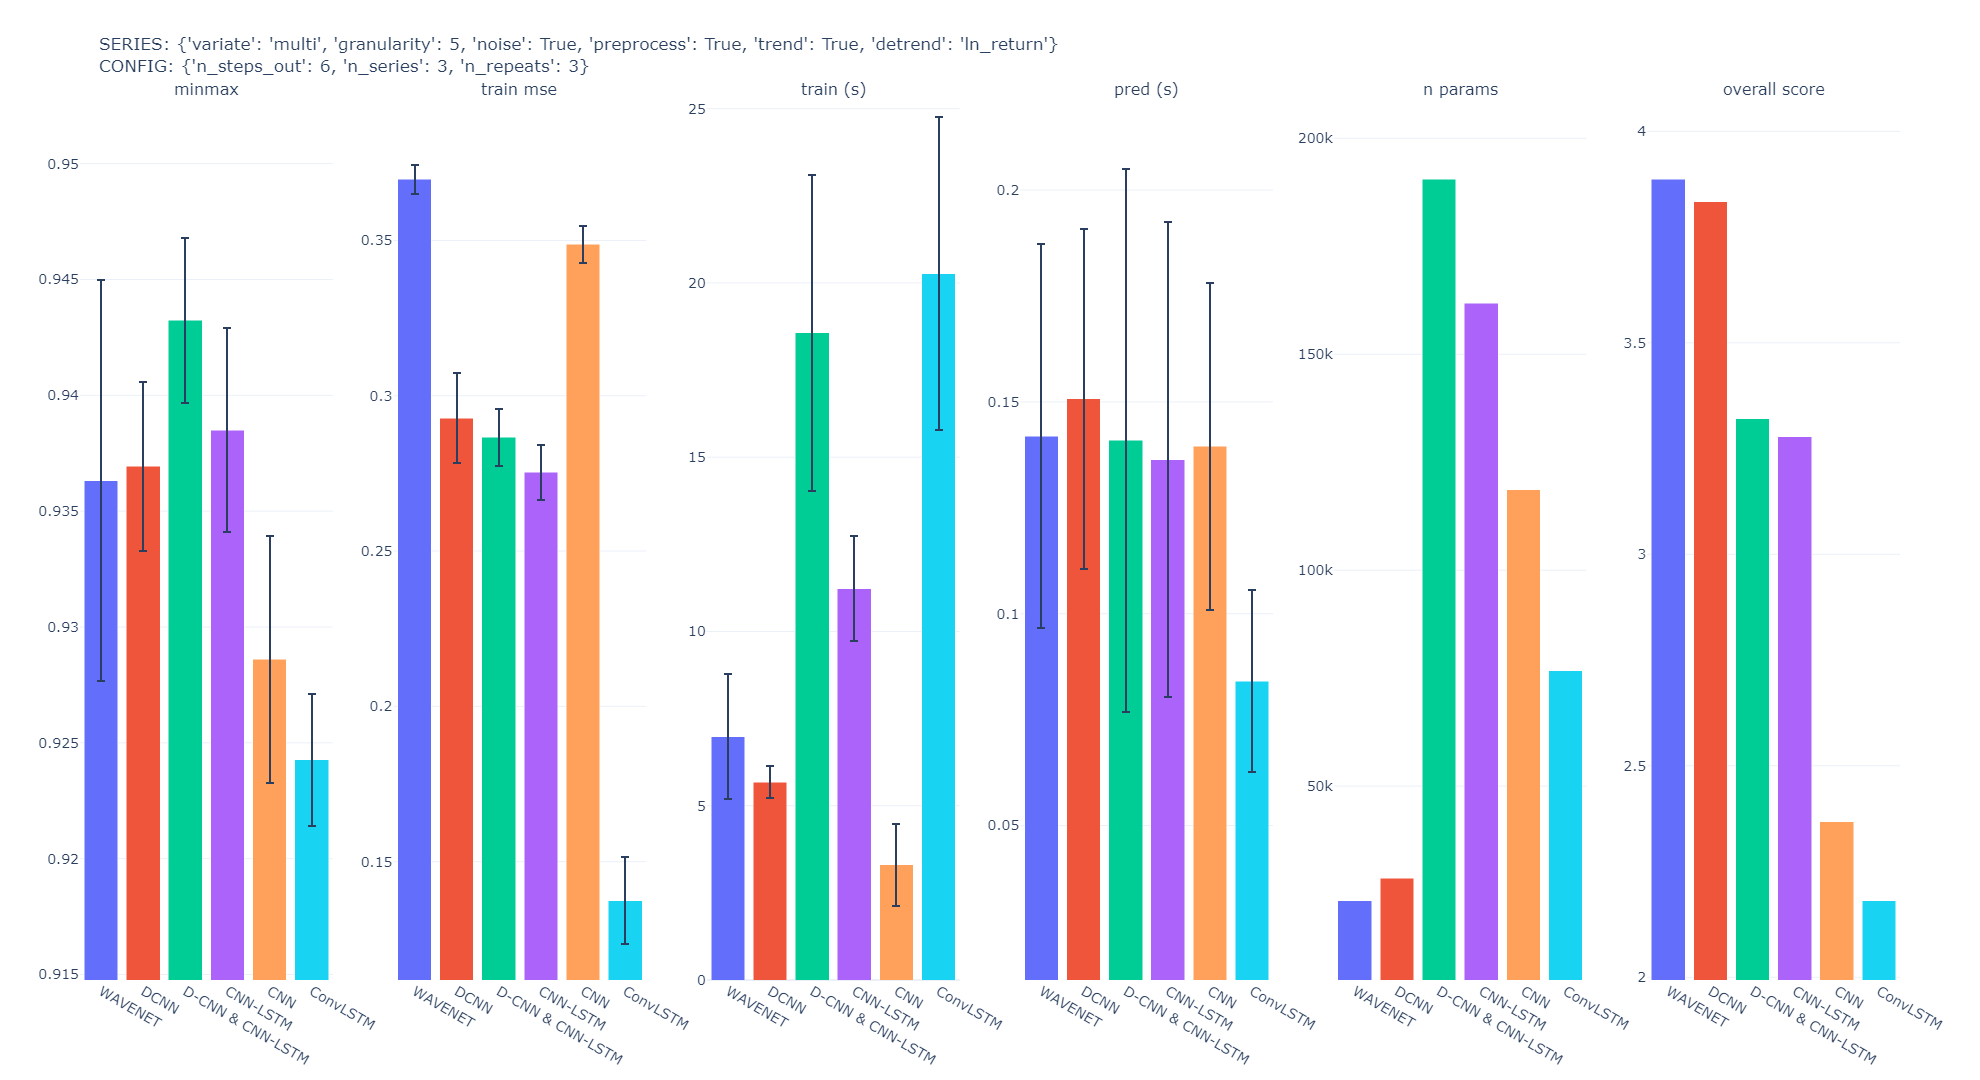 SERIES: {'variate': 'multi', 'granularity': 5, 'noise': True, 'preprocess': True, 'trend': True, 'detrend': 'ln_return'}
CONFIG: {'n_steps_out': 6, 'n_series': 3, 'n_repeats': 3}
minmax
0.95
0.945
0.94
0.935
0.93
0.925
0.92
0.915
WAVENET
DCNN
D-CNN & CNN-LSTM
CNN-LSTM
CNN
ConvLSTM
train mse
0.35
0.3
0.25
0.2
0.15
WAVENET
DCNN
D-CNN & CNN-LSTM
CNN-LSTM
CNN
ConvLSTM
train (s)
25
20
15
10
5
0
WAVENET
DCNN
D-CNN & CNN-LSTM
CNN-LSTM
CNN
ConvLSTM
pred (s)
0.2
0.15
0.1
0.05
WAVENET
DCNN
D-CNN & CNN-LSTM
CNN-LSTM
CNN
ConvLSTM
n params
200k
150k
100k
50k
WAVENET
DCNN
D-CNN & CNN-LSTM
CNN-LSTM
CNN
ConvLSTM
overall score
4
3.5
3
2.5
2
WAVENET
DCNN
D-CNN & CNN-LSTM
CNN-LSTM
CNN
ConvLSTM